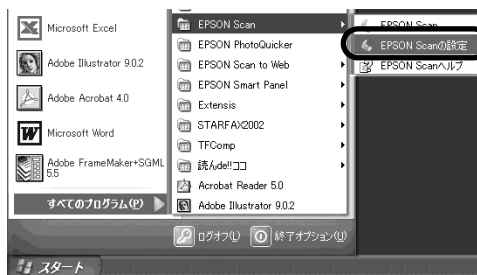 Microsoft Excel
Adobe Illustrator 9.0.2
Adobe Acrobat 4.0
Microsoft Word
Adobe FrameMaker+SGML
5.5
すべてのプログラム(P)
EPSON Scan
EPSON PhotoQuicker
EPSON Scan to Web
EPSON Smart Panel
Extensis
STARFAX2002
TFComp
読んde!!ココ
Acrobat Reader 5.0
Adobe Illustrator 9.0.2
EPSON Scan
EPSON Scanの設定
EPSON Scanヘルプ
ログオフ(L)
終了オプション(U)
スタート